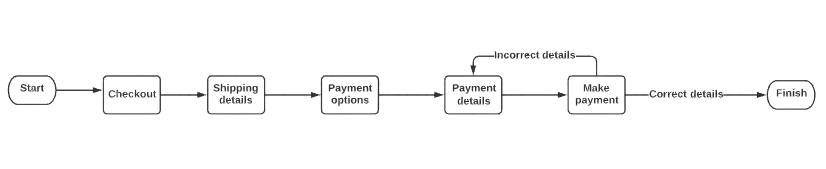 Incorrect details
Start
Checkout
Shipping
details
Payment
options
Payment
details
Make
payment
Correct details
Finish